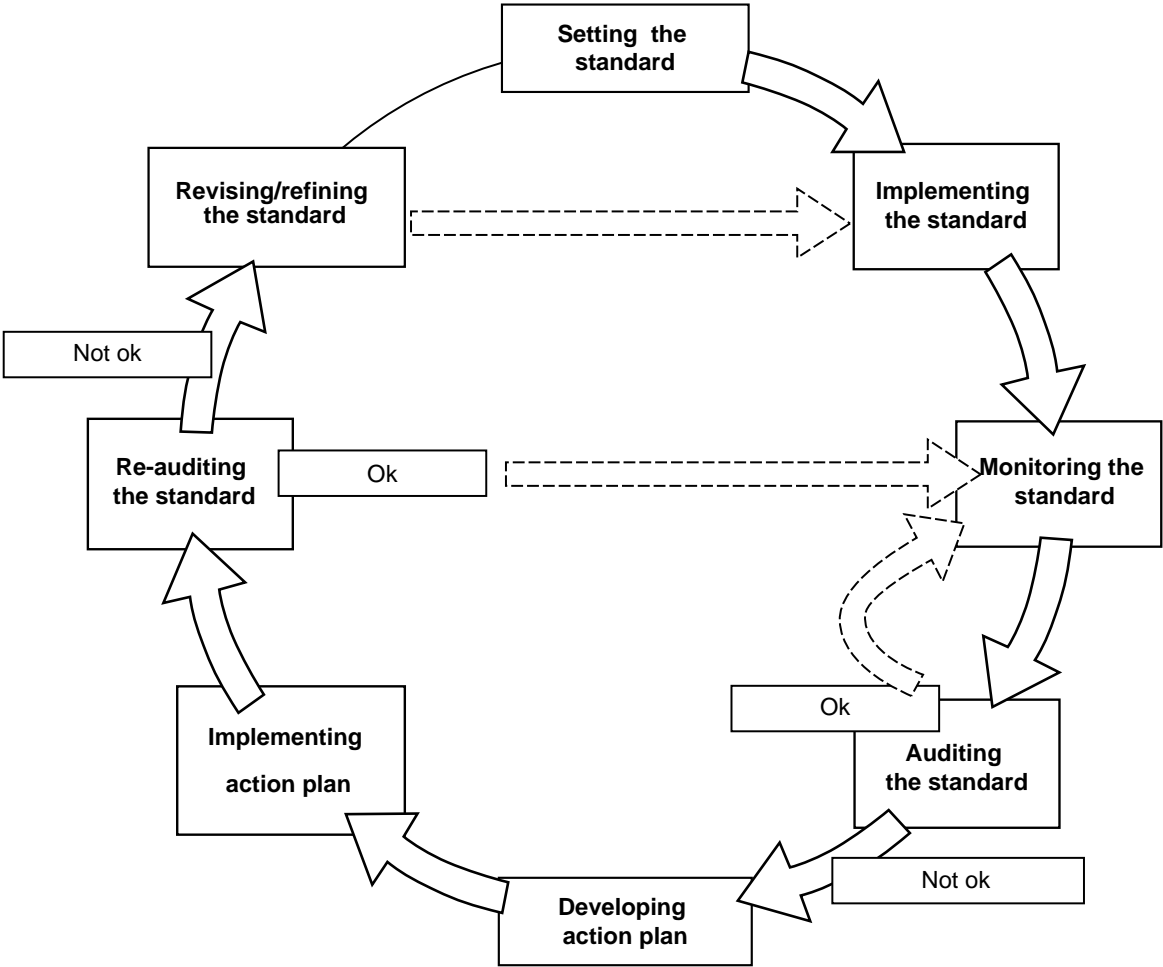 Setting the
standard
Revising/refining
the standard
Implementing
the standard
Not ok
Re-auditing
the standard
Ok
Monitoring the
standard
Ok
Implementing
action plan
Auditing
the standard
Not ok
Developing
action plan